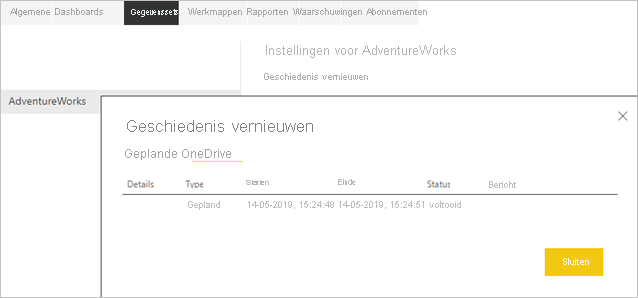 Algemene Dashboards Gegevenssets Werkmappen Rapporten Waarschuwingen Abonnementen
Instellingen voor AdventureWorks
Geschiedenis vernieuwen
AdventureWorks
Geschiedenis vernieuwen
Geplande OneDrive
Details Type Starten Einde Status Bericht
Gepland 14-05-2019, 15:24:48 14-05-2019, 15:24:51 voltooid
Sluiten